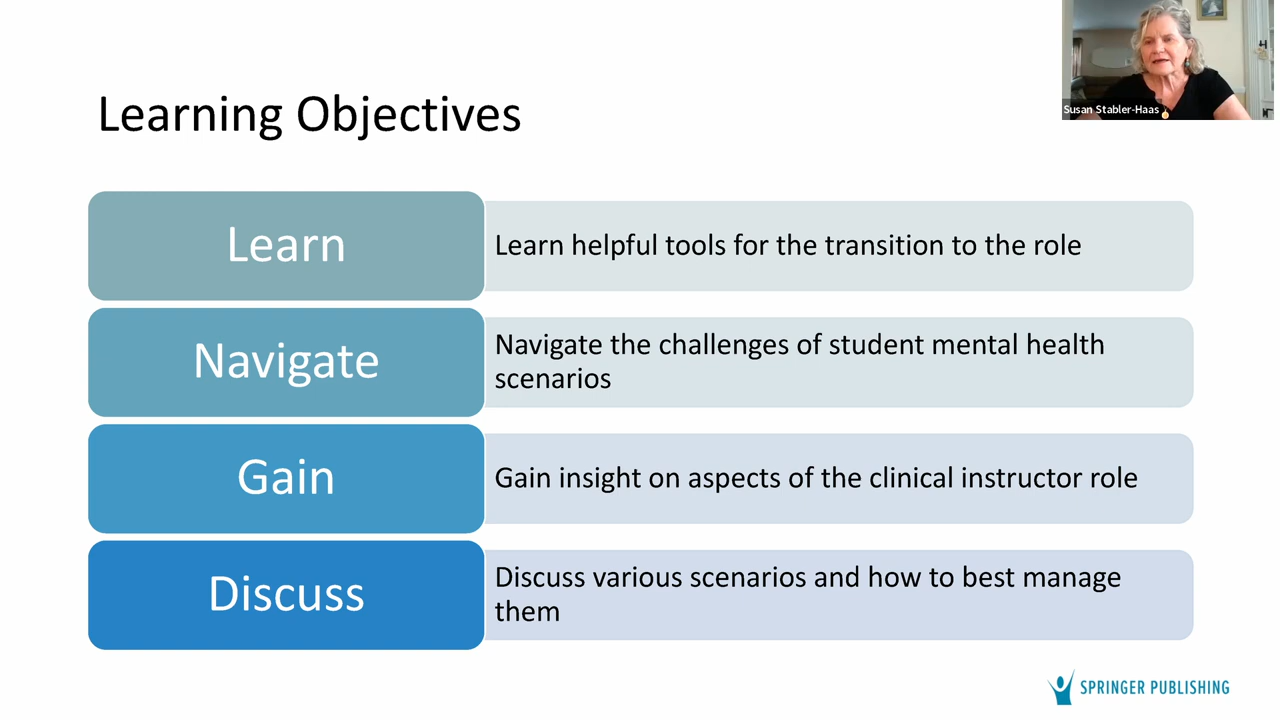 Susan Stabler-Haas
Learning Objectives
Learn
Learn helpful tools for the transition to the role
Navigate
Navigate the challenges of student mental health
scenarios
Gain
Gain insight on aspects of the clinical instructor role
Discuss
Discuss various scenarios and how to best manage
them
SPRINGER PUBLISHING